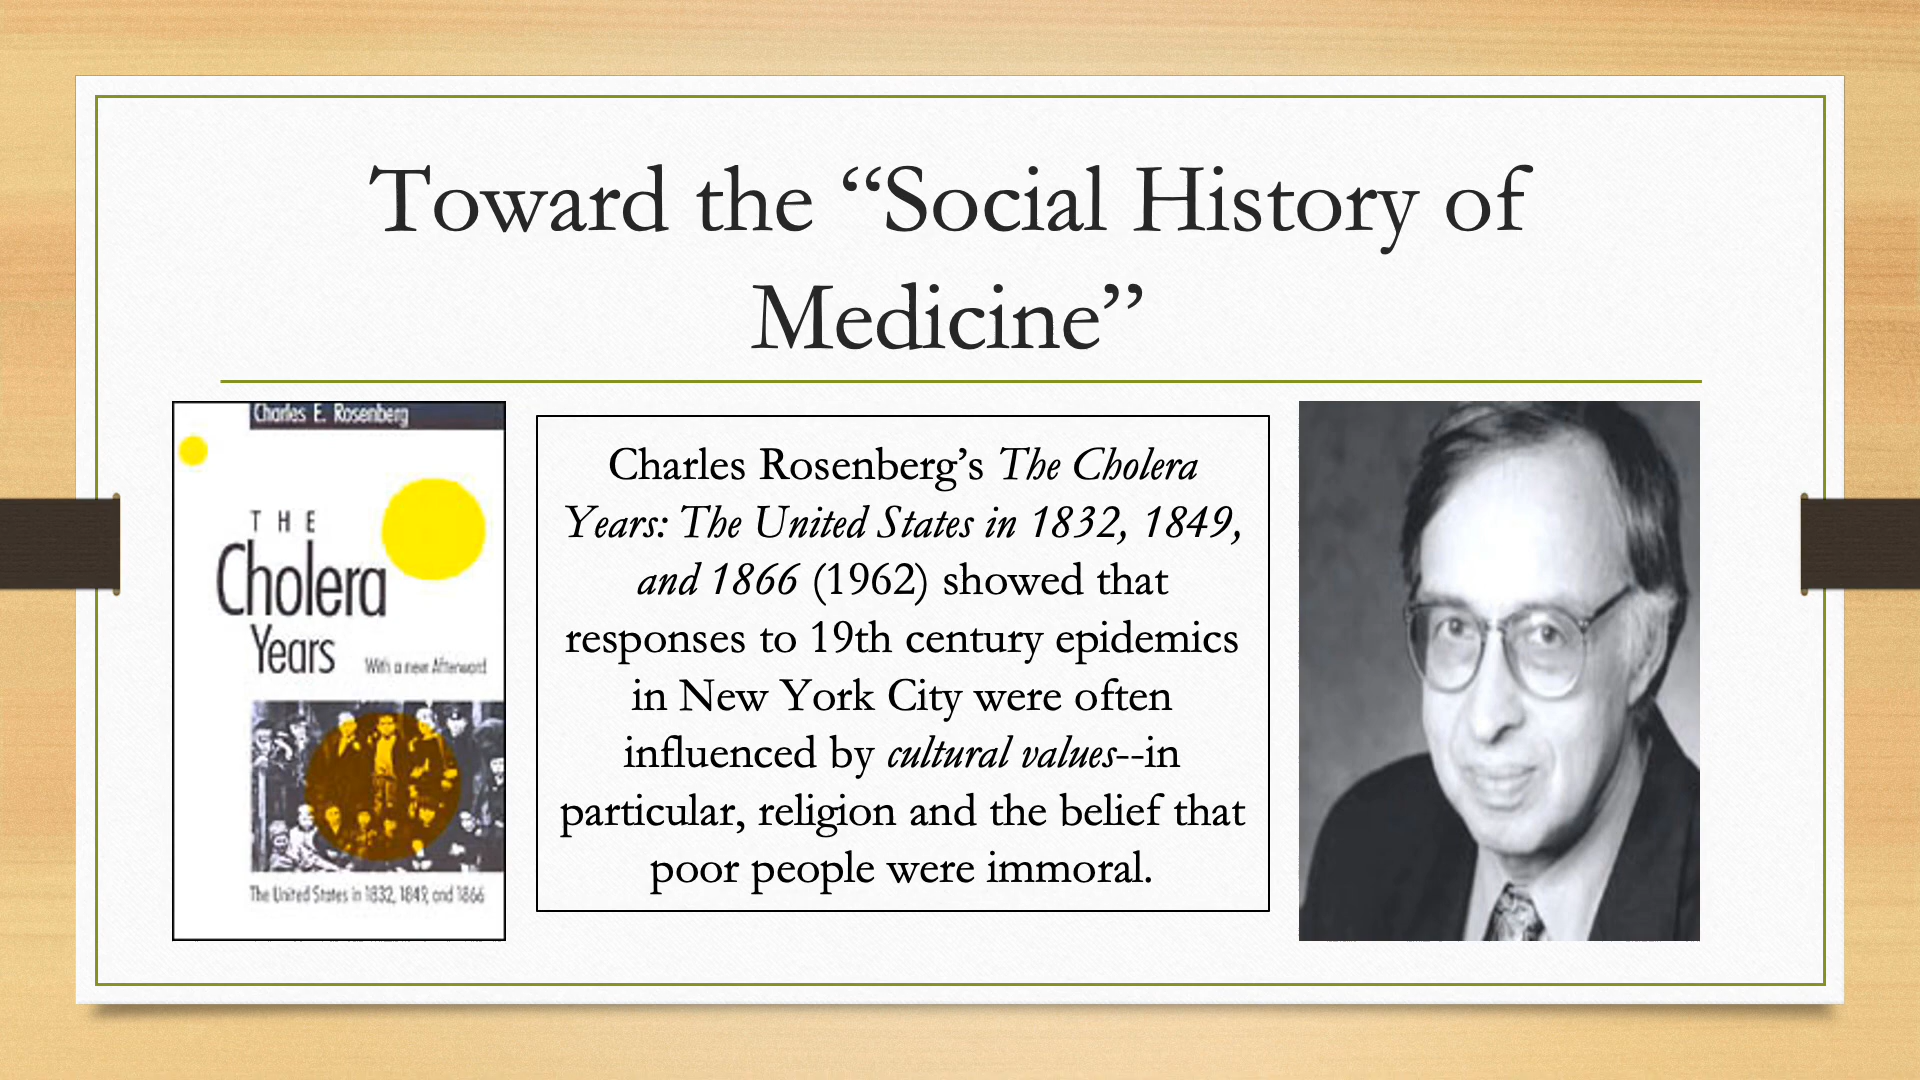 Toward the “Social History of
Medicine”
Charles E. Rosenberg
THE
Cholera
Years
With a new Afterword
The United States in 1832, 1849, and 1866
Charles Rosenberg’s The Cholera
Years: The United States in 1832, 1849,
and 1866 (1962) showed that
responses to 19th century epidemics
in New York City were often
influenced by cultural values--in
particular, religion and the belief that
poor people were immoral.